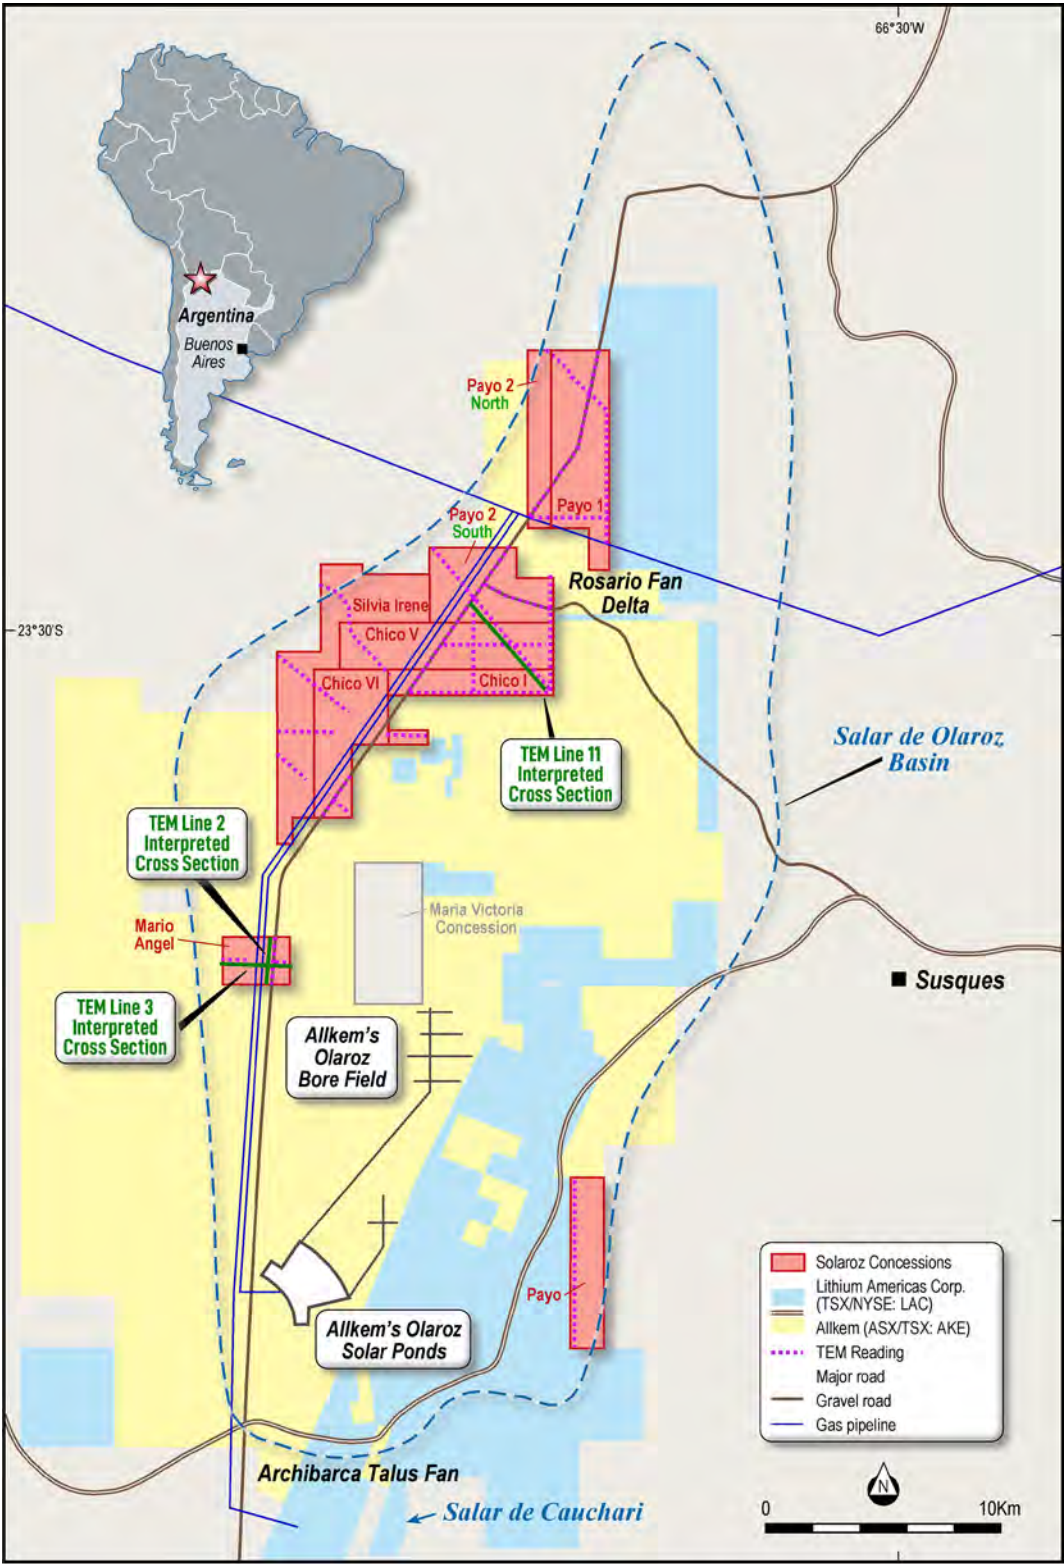 66°30'W
Argentina
Buenos
Aires
Payo 2
North
Payo 1
Payo 2
South
Rosario Fan
Delta
Silvia Irene
23°30'S
Chico V
Chico VI
Chico I
Salar de Olaroz
Basin
TEM Line 11
Interpreted
Cross Section
TEM Line 2
Interpreted
Cross Section
Maria Victoria
Concession
Mario
Angel
Susques
TEM Line 3
Interpreted
Cross Section
Allkem's
Olaroz
Bore Field
Payo
Allkem's Olaroz
Solar Ponds
Solaroz Concessions
Lithium Americas Corp.
(TSX/NYSE: LAC)
Allkem (ASX/TSX: AKE)
TEM Reading
Major road
Gravel road
Gas pipeline
Archibarca Talus Fan
N
Salar de Cauchari
0 10Km